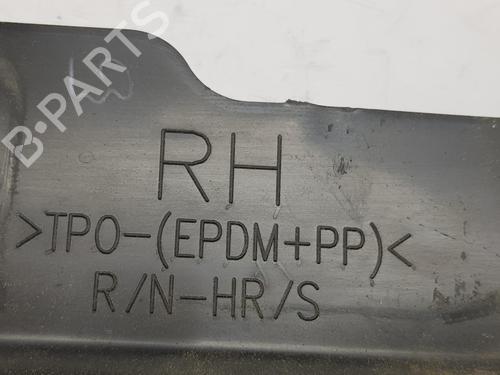 B-PARTS
RH
>TPO-(EPDM+PP)<
R/N-HR/S